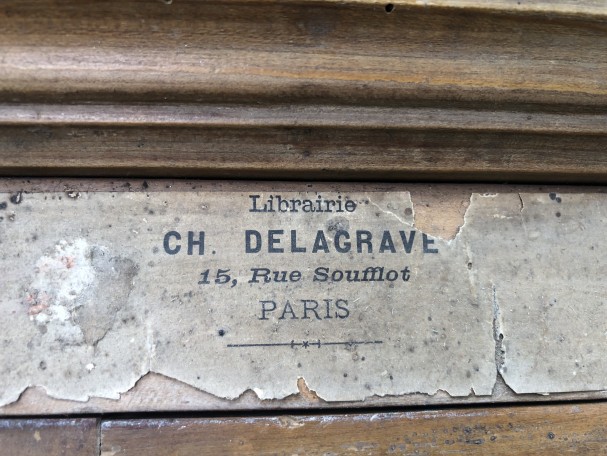 Librairie
CH. DELAGRAVE
15, Rue Soufflot
PARIS